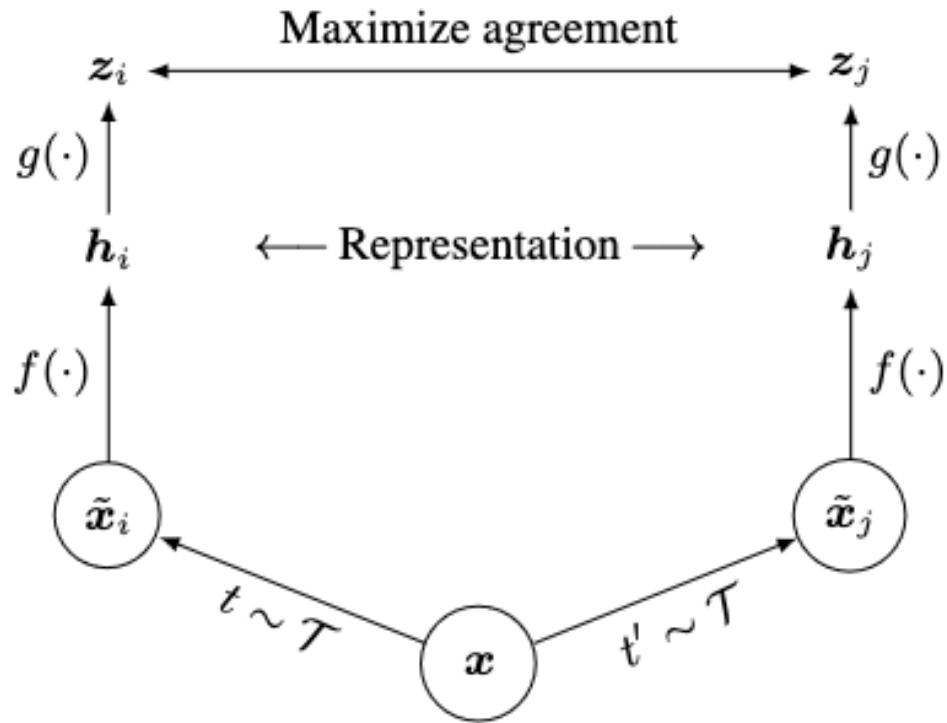 Maximize agreement
z_i z_j
g(·) g(·)
h_i ← Representation → h_j
f(·) f(·)
x̃_i x̃_j
t ∼ 𝒯 t' ∼ 𝒯
x